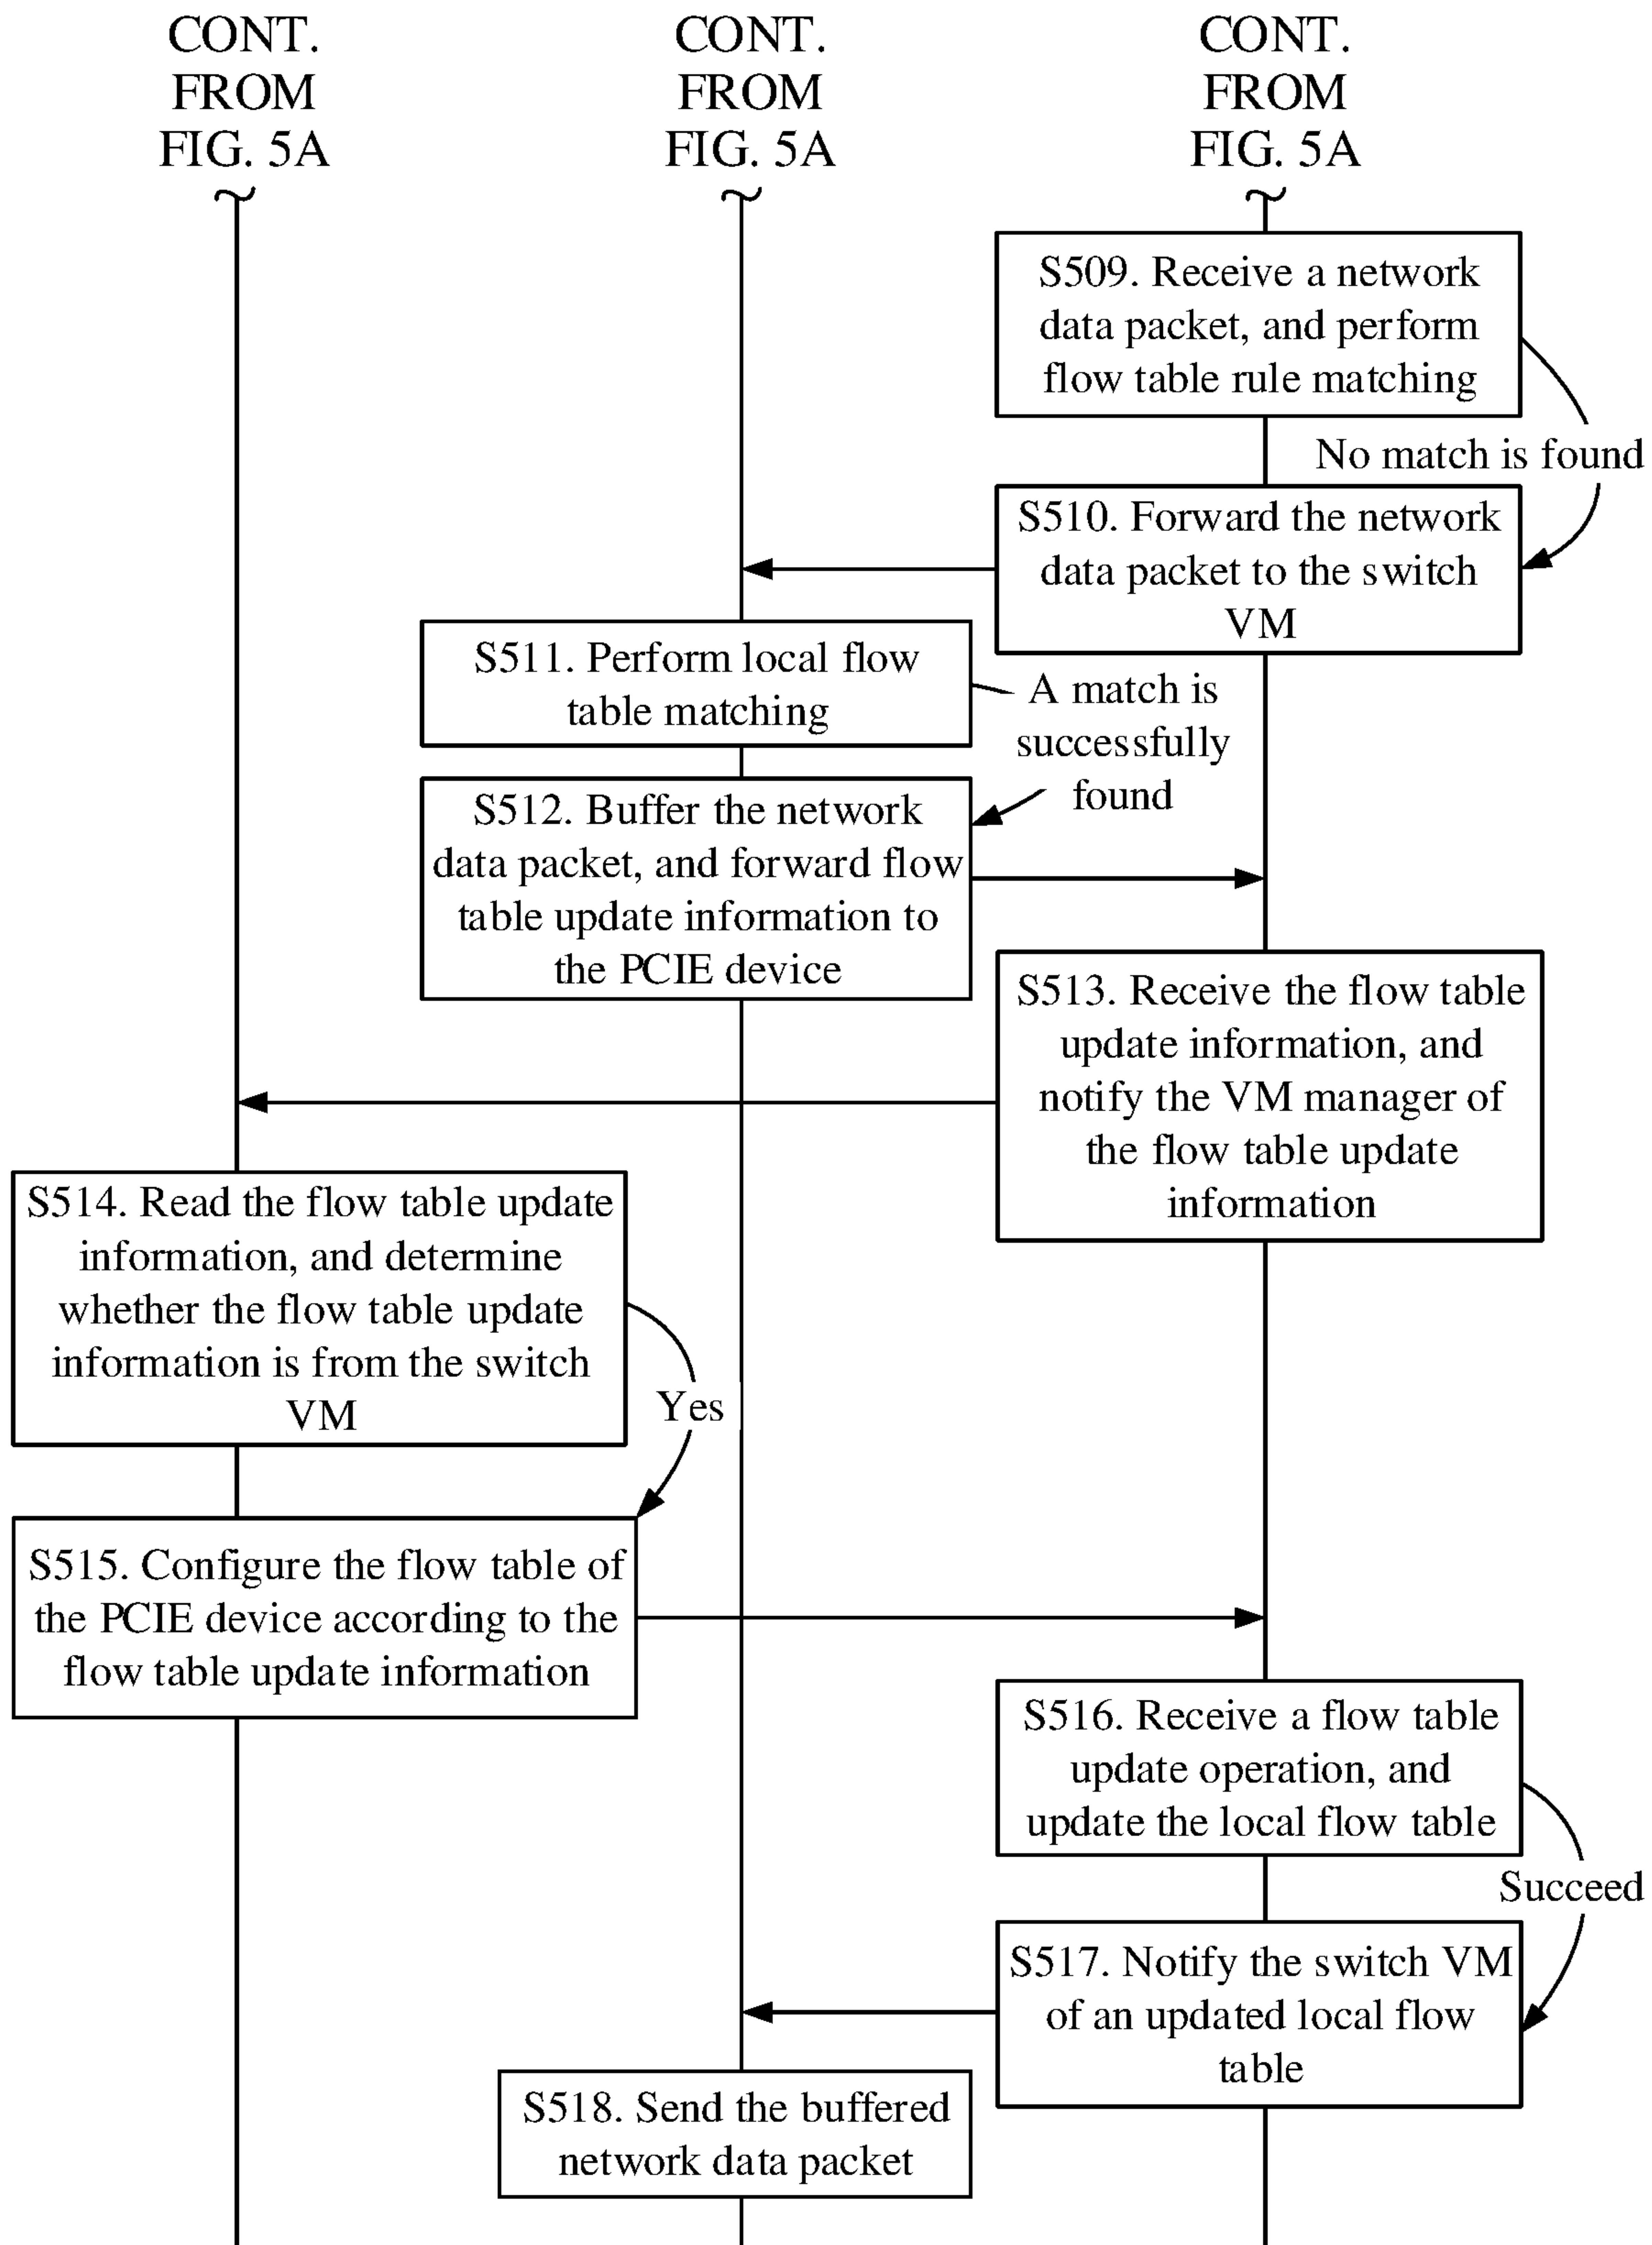 CONT.
FROM
FIG. 5A
CONT.
FROM
FIG. 5A
CONT.
FROM
FIG. 5A
S509. Receive a network
data packet, and perform
flow table rule matching
No match is found
S510. Forward the network
data packet to the switch
VM
S511. Perform local flow
table matching
A match is
successfully
found
S512. Buffer the network
data packet, and forward flow
table update information to
the PCIE device
S513. Receive the flow table
update information, and
notify the VM manager of
the flow table update
information
S514. Read the flow table update
information, and determine
whether the flow table update
information is from the switch
VM
Yes
S515. Configure the flow table of
the PCIE device according to the
flow table update information
S516. Receive a flow table
update operation, and
update the local flow table
Succeed
S517. Notify the switch VM
of an updated local flow
table
S518. Send the buffered
network data packet